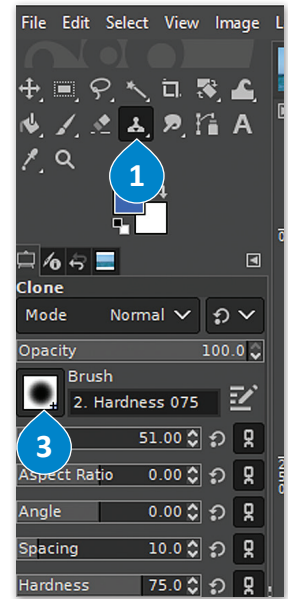 File Edit Select View Image
1
Clone
Mode Normal
Opacity 100.0
Brush
2. Hardness 075
3
51.00
Aspect Ratio 0.00
Angle 0.00
Spacing 10.0
Hardness 75.0